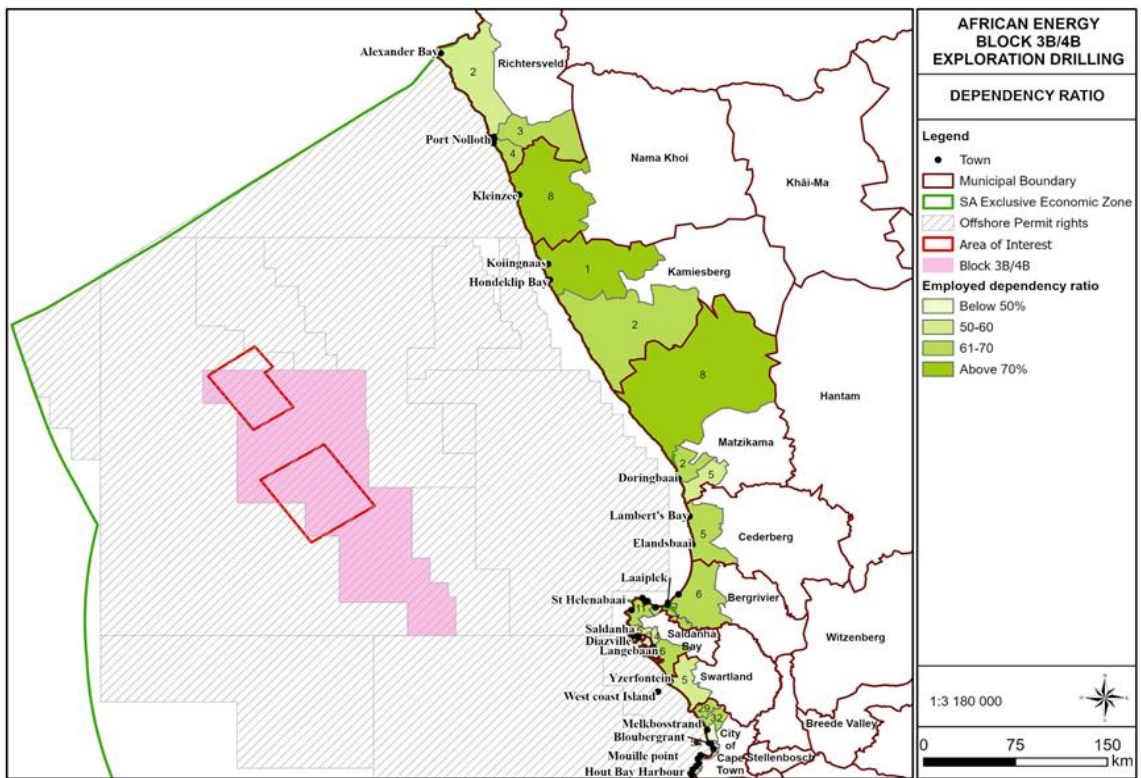 AFRICAN ENERGY
BLOCK 3B/4B
EXPLORATION DRILLING
DEPENDENCY RATIO
Legend
Town
Municipal Boundary
SA Exclusive Economic Zone
Offshore Permit rights
Area of Interest
Block 3B/4B
Employed dependency ratio
Below 50%
50-60
61-70
Above 70%
1:3 180 000
0 75 150
km
Alexander Bay
Richtersveld
2
3
Port Nolloth
4
Nama Khoi
Khâi-Ma
Kleinzee
8
Koiingnaas
1
Kamiesberg
Hondeklip Bay
2
8
Hantam
Matzikama
2
5
Doringbaai
Lambert's Bay
5
Cederberg
Elandsbaai
Laaiplek
6
Bergrivier
St Helenabaai
11
Witzenberg
Saldanha
Diazville
14
Saldanha
Bay
Langebaan
6
Yzerfontein
5
Swartland
West coast Island
29
32
Melkbosstrand
Breede Valley
Bloubergrant
City
of
Cape
Town
Mouille point
Stellenbosch
Hout Bay Harbour